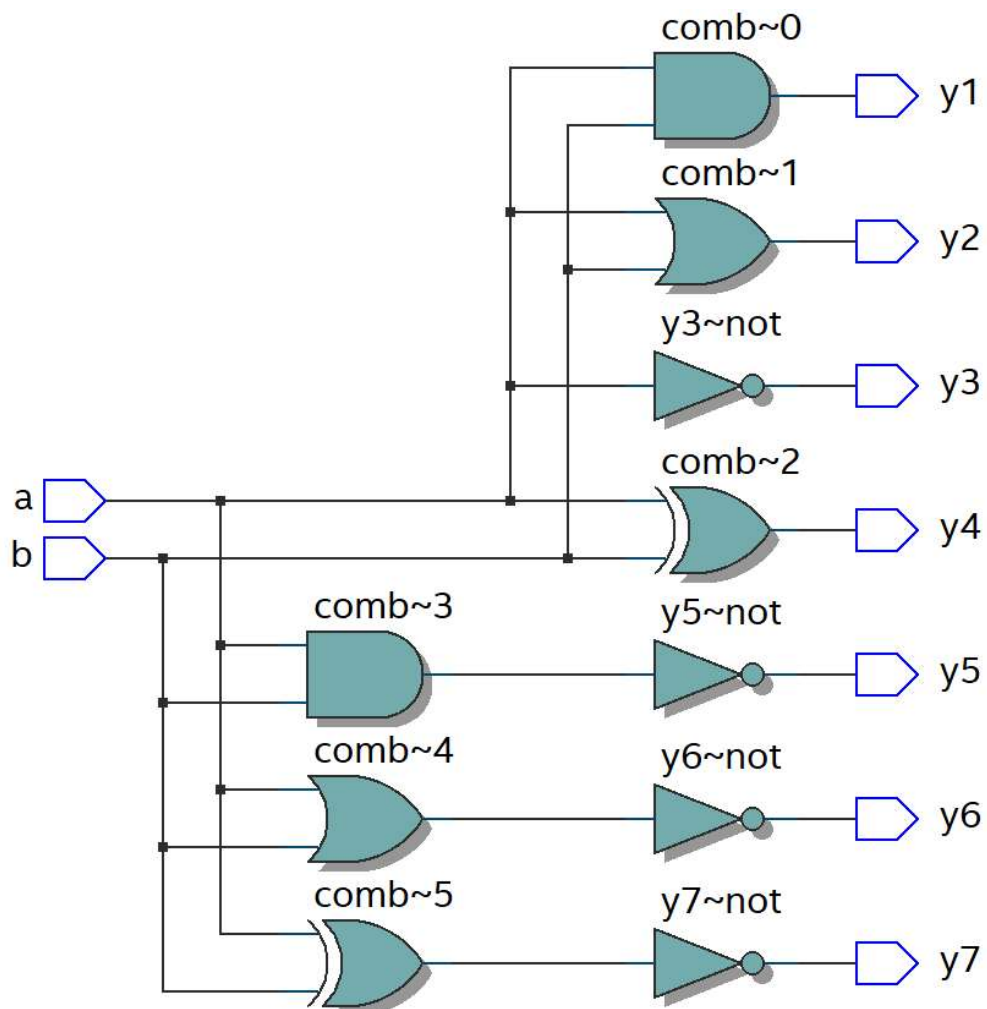 comb~0
y1
comb~1
y2
y3~not
y3
comb~2
a
y4
b
comb~3
y5~not
y5
comb~4
y6~not
y6
comb~5
y7~not
y7